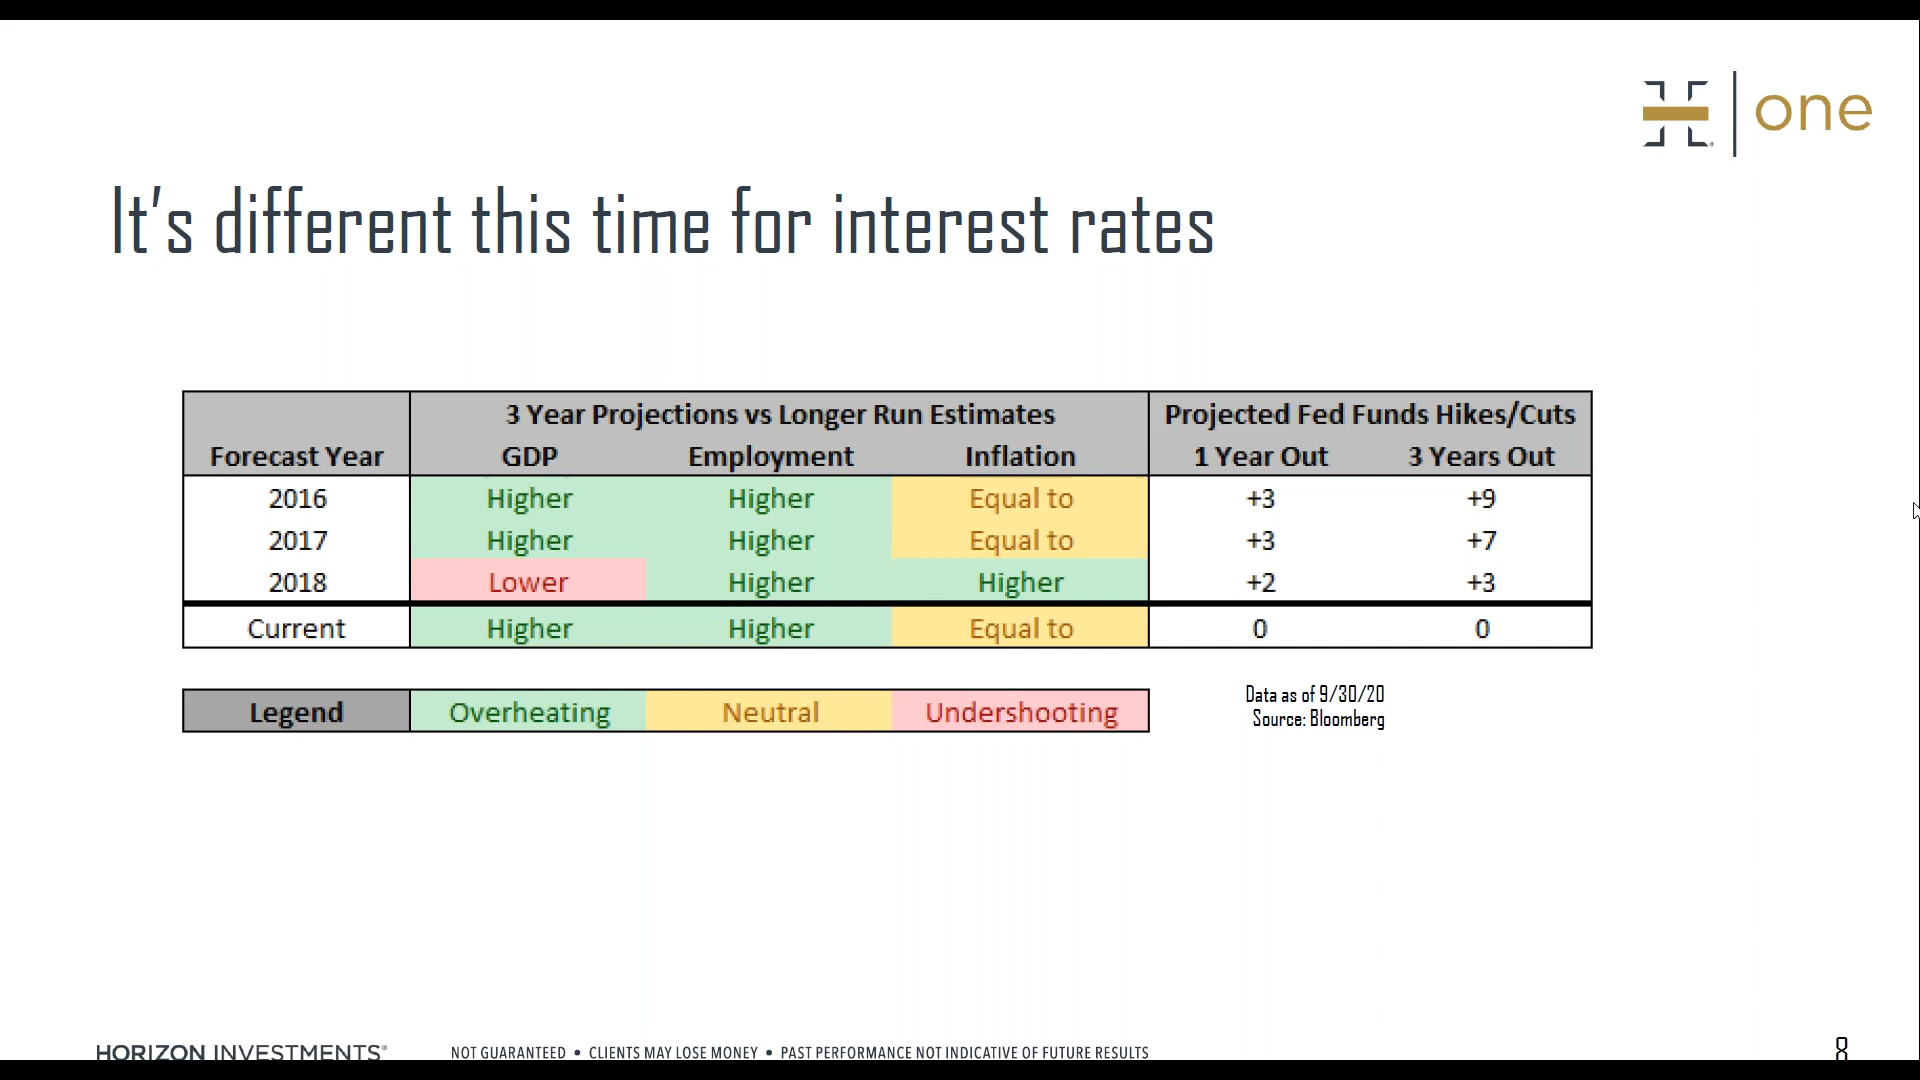 one
It's different this time for interest rates
3 Year Projections vs Longer Run Estimates Projected Fed Funds Hikes/Cuts
Forecast Year GDP Employment Inflation 1 Year Out 3 Years Out
2016 Higher Higher Equal to +3 +9
2017 Higher Higher Equal to +3 +7
2018 Lower Higher Higher +2 +3
Current Higher Higher Equal to 0 0
Legend Overheating Neutral Undershooting
Data as of 9/30/20
Source: Bloomberg
HORIZON INVESTMENTS® NOT GUARANTEED • CLIENTS MAY LOSE MONEY • PAST PERFORMANCE NOT INDICATIVE OF FUTURE RESULTS 8